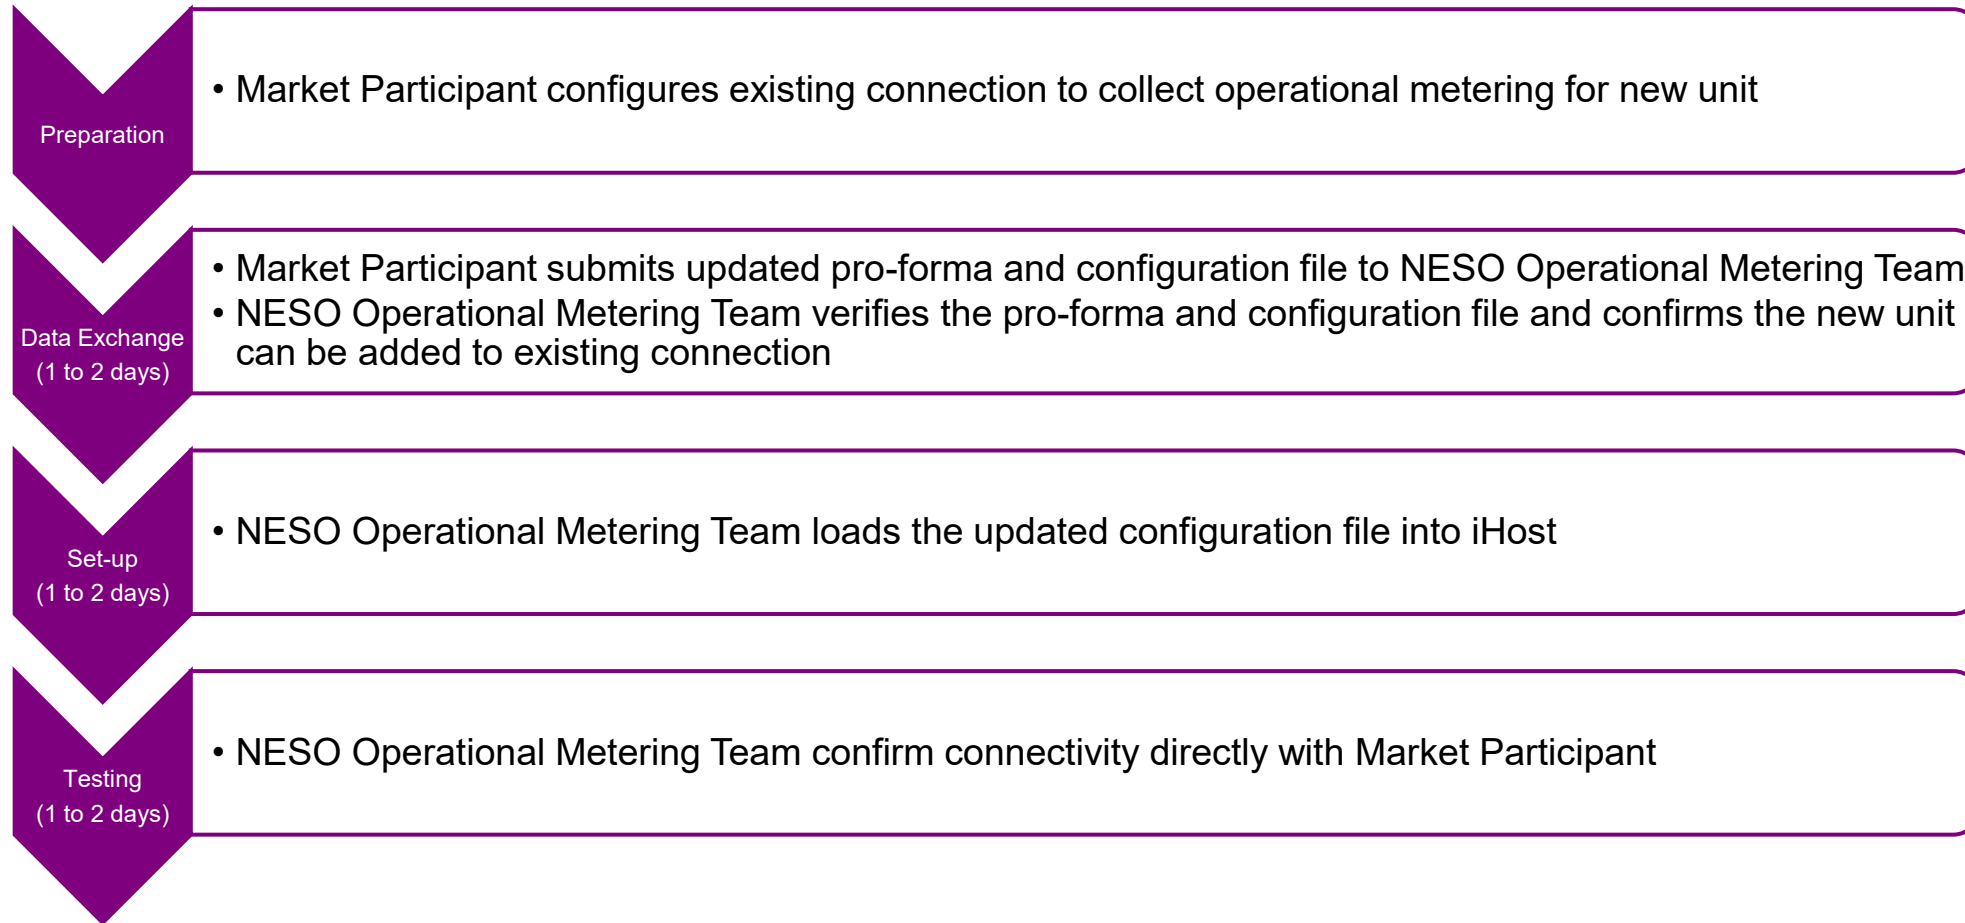 Preparation
• Market Participant configures existing connection to collect operational metering for new unit
Data Exchange
(1 to 2 days)
• Market Participant submits updated pro-forma and configuration file to NESO Operational Metering Team
• NESO Operational Metering Team verifies the pro-forma and configuration file and confirms the new unit
can be added to existing connection
Set-up
(1 to 2 days)
• NESO Operational Metering Team loads the updated configuration file into iHost
Testing
(1 to 2 days)
• NESO Operational Metering Team confirm connectivity directly with Market Participant